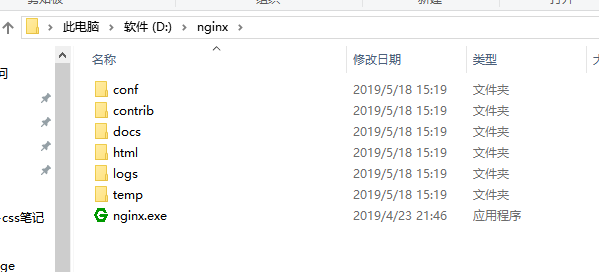 此电脑 > 软件 (D:) > nginx >
名称 修改日期 类型
conf 2019/5/18 15:19 文件夹
contrib 2019/5/18 15:19 文件夹
docs 2019/5/18 15:19 文件夹
html 2019/5/18 15:19 文件夹
logs 2019/5/18 15:19 文件夹
temp 2019/5/18 15:19 文件夹
nginx.exe 2019/4/23 21:46 应用程序
问
css笔记
ge